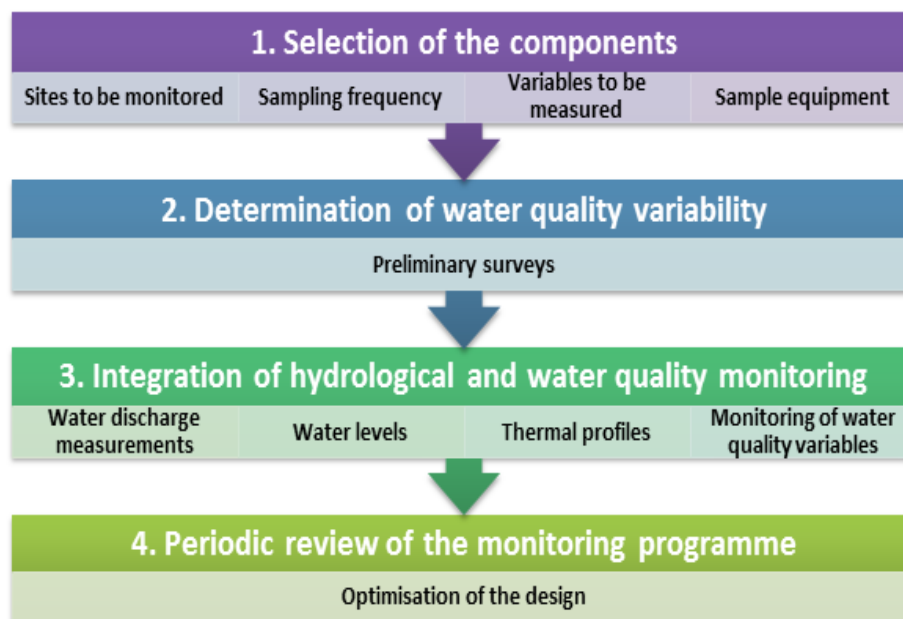 1. Selection of the components
Sites to be monitored
Sampling frequency
Variables to be
measured
Sample equipment
2. Determination of water quality variability
Preliminary surveys
3. Integration of hydrological and water quality monitoring
Water discharge
measurements
Water levels
Thermal profiles
Monitoring of water
quality variables
4. Periodic review of the monitoring programme
Optimisation of the design